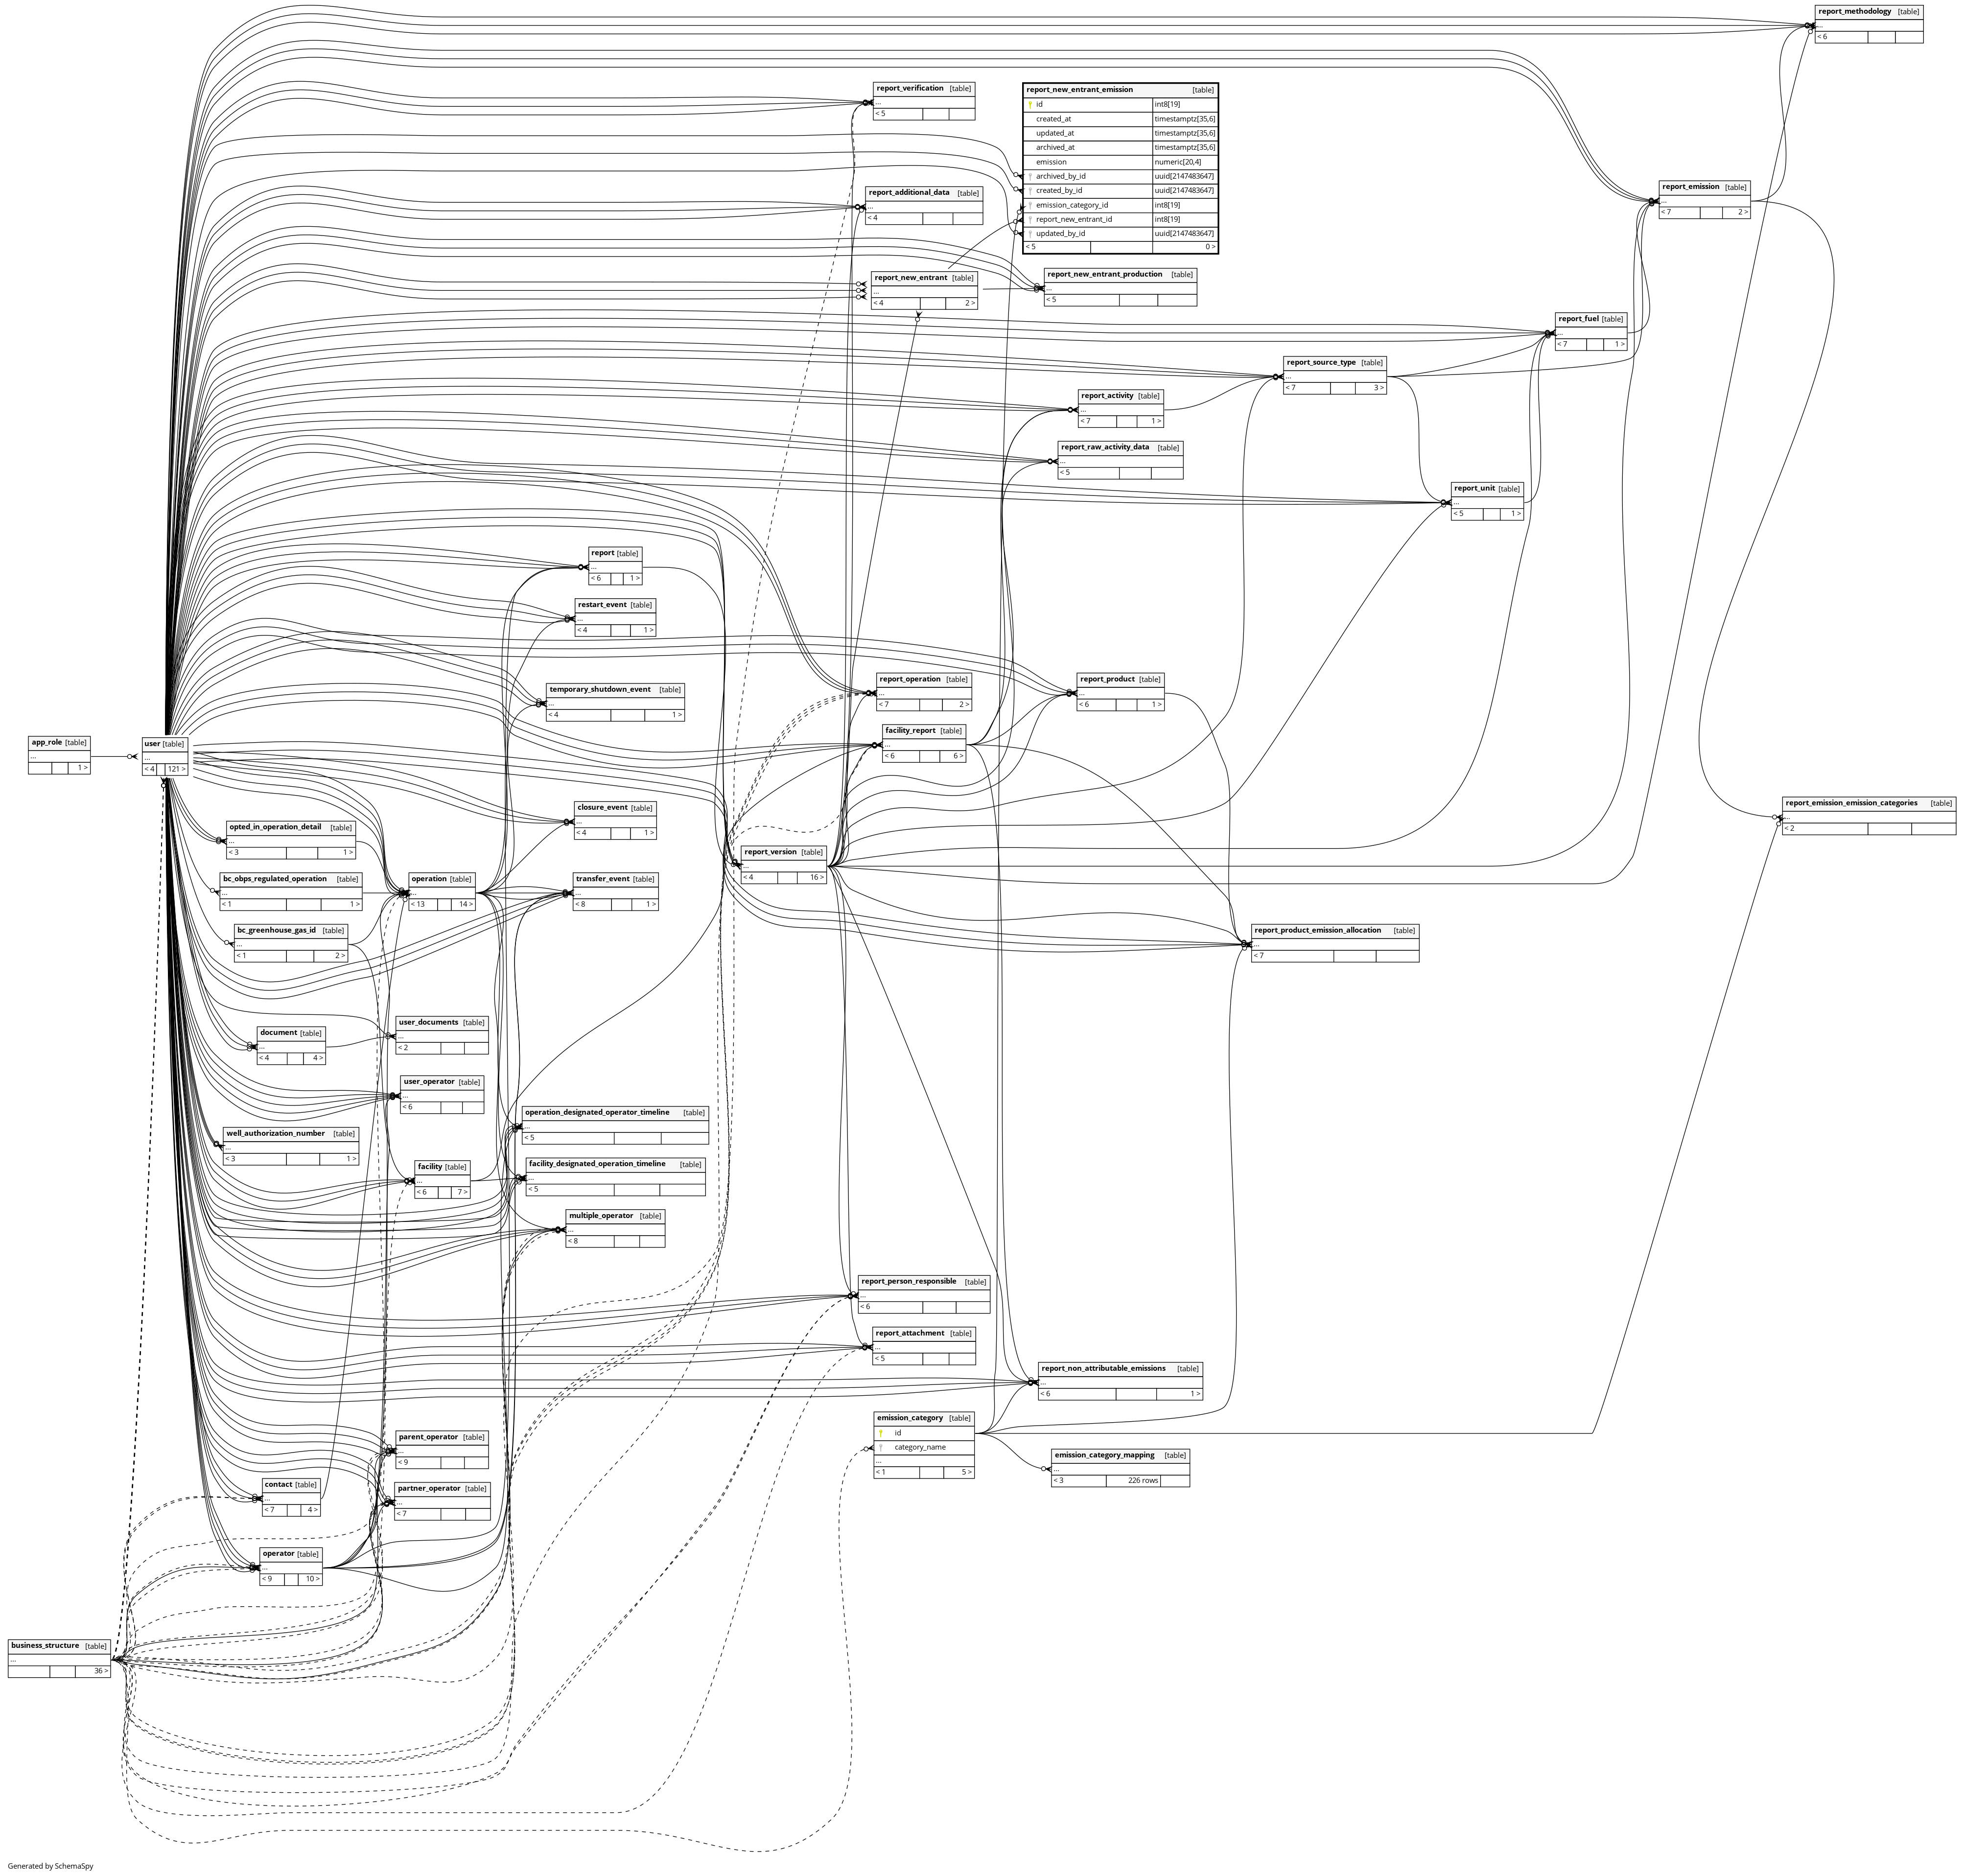 report_methodology [table]
...
< 6
report_verification [table]
...
< 5
report_new_entrant_emission [table]
id int8[19]
created_at timestamptz[35,6]
updated_at timestamptz[35,6]
archived_at timestamptz[35,6]
emission numeric[20,4]
archived_by_id uuid[2147483647]
created_by_id uuid[2147483647]
emission_category_id int8[19]
report_new_entrant_id int8[19]
updated_by_id uuid[2147483647]
< 5 0 >
report_additional_data [table]
...
< 4
report_emission [table]
...
< 7 2 >
report_new_entrant [table]
...
< 4 2 >
report_new_entrant_production [table]
...
< 5
report_fuel [table]
...
< 7 1 >
report_source_type [table]
...
< 7 3 >
report_activity [table]
...
< 7 1 >
report_raw_activity_data [table]
...
< 5
report_unit [table]
...
< 5 1 >
report [table]
...
< 6 1 >
restart_event [table]
...
< 4 1 >
temporary_shutdown_event [table]
...
< 4 1 >
report_operation [table]
...
< 7 2 >
report_product [table]
...
< 6 1 >
facility_report [table]
...
< 6 6 >
app_role [table]
...
1 >
user [table]
...
< 4 121 >
closure_event [table]
...
< 4 1 >
report_emission_emission_categories [table]
...
< 2
opted_in_operation_detail [table]
...
< 3 1 >
report_version [table]
...
< 4 16 >
bc_obps_regulated_operation [table]
...
< 1 1 >
operation [table]
...
< 13 14 >
transfer_event [table]
...
< 8 1 >
bc_greenhouse_gas_id [table]
...
< 1 2 >
report_product_emission_allocation [table]
...
< 7
document [table]
...
< 4 4 >
user_documents [table]
...
< 2
user_operator [table]
...
< 6
operation_designated_operator_timeline [table]
...
< 5
well_authorization_number [table]
...
< 3 1 >
facility [table]
...
< 6 7 >
facility_designated_operation_timeline [table]
...
< 5
multiple_operator [table]
...
< 8
report_person_responsible [table]
...
< 6
report_attachment [table]
...
< 5
report_non_attributable_emissions [table]
...
< 6 1 >
emission_category [table]
id
category_name
...
< 1 5 >
emission_category_mapping [table]
...
< 3 226 rows
parent_operator [table]
...
< 9
contact [table]
...
< 7 4 >
partner_operator [table]
...
< 7
operator [table]
...
< 9 10 >
business_structure [table]
...
36 >
Generated by SchemaSpy